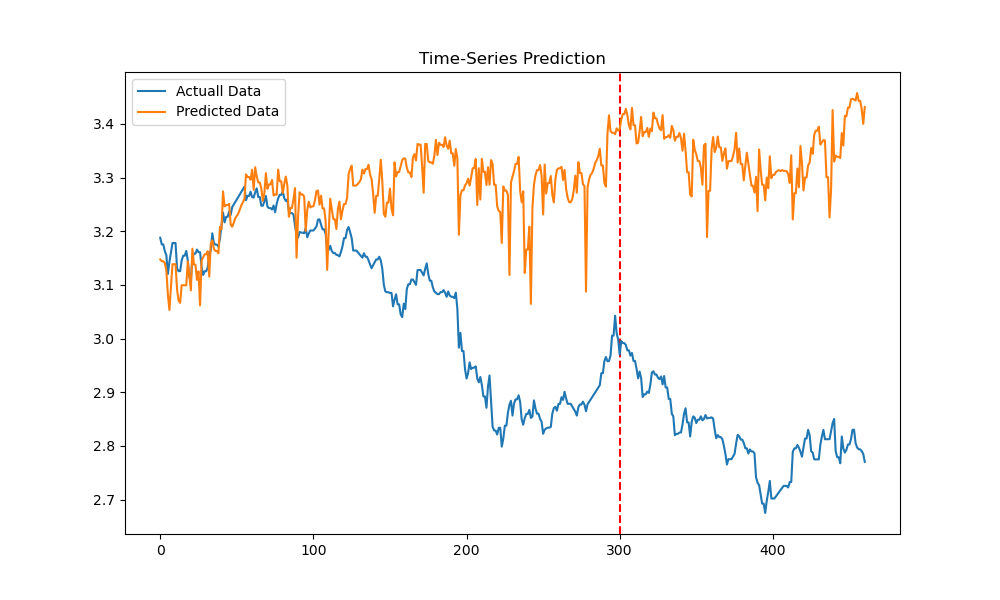 Time-Series Prediction
Actuall Data
Predicted Data
3.4
3.3
3.2
3.1
3.0
2.9
2.8
2.7
0 100 200 300 400